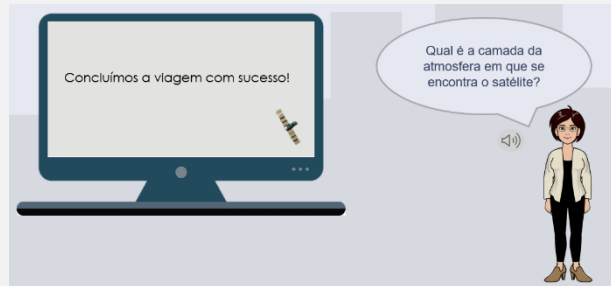 Concluímos a viagem com sucesso!
Qual é a camada da
atmosfera em que se
encontra o satélite?